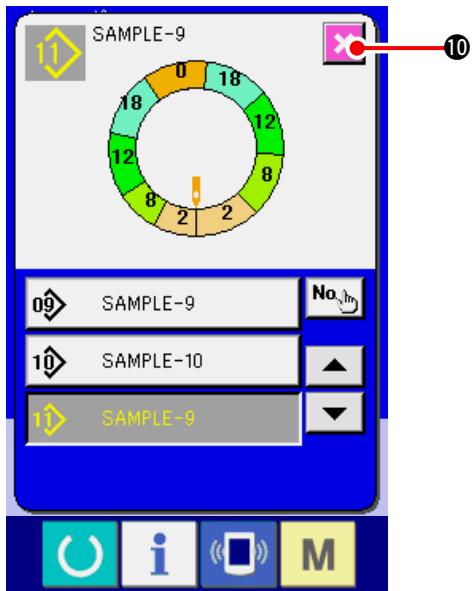 11 SAMPLE-9
⓾
0
18 18
12 12
8 8
2 2
09 SAMPLE-9 No.
10 SAMPLE-10
11 SAMPLE-9
i M